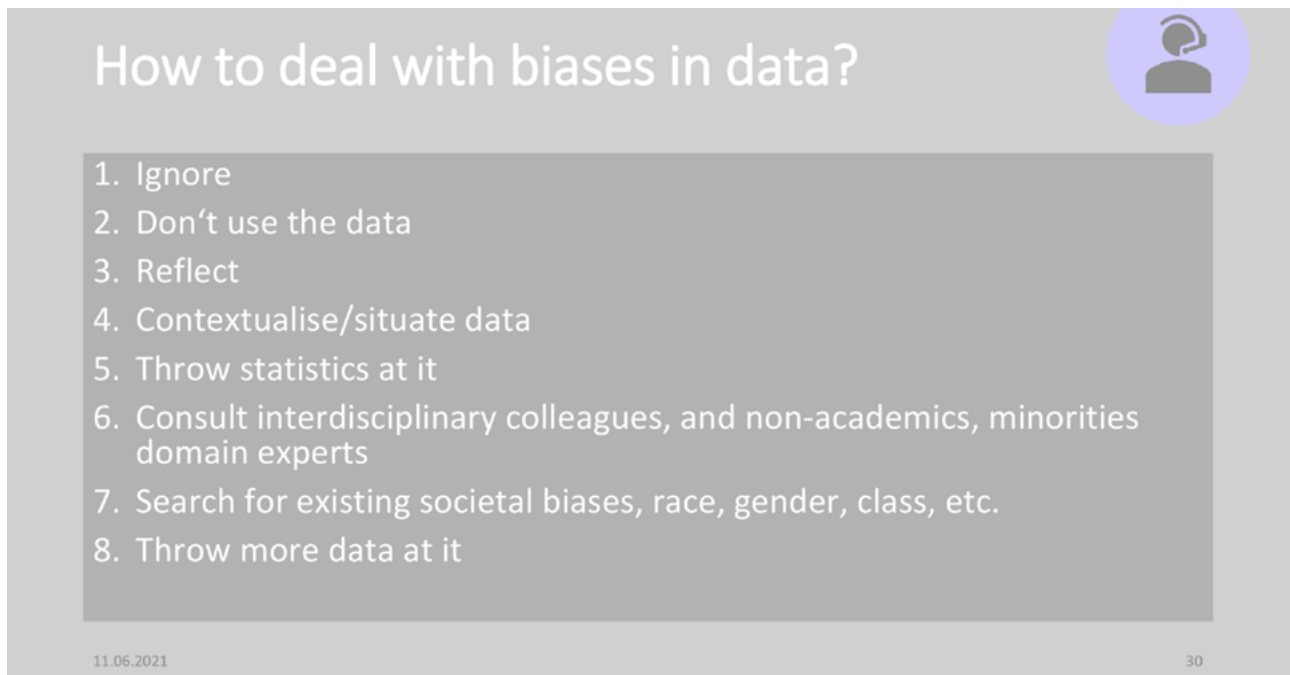 How to deal with biases in data?
1. Ignore
2. Don‘t use the data
3. Reflect
4. Contextualise/situate data
5. Throw statistics at it
6. Consult interdisciplinary colleagues, and non-academics, minorities
domain experts
7. Search for existing societal biases, race, gender, class, etc.
8. Throw more data at it
11.06.2021
30